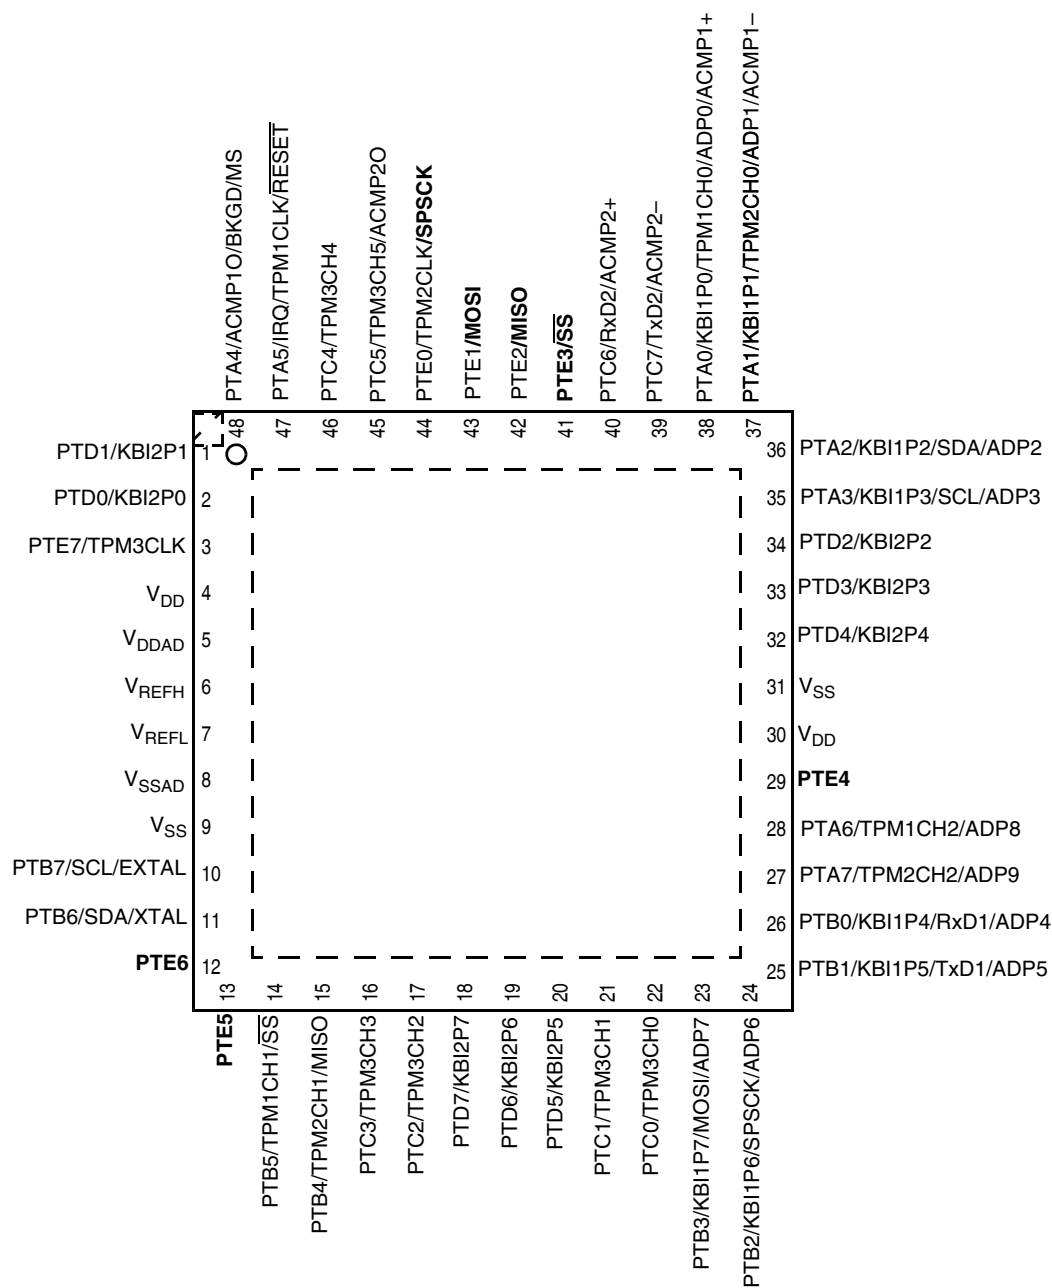 PTA4/ACMP1O/BKGD/MS
PTA5/IRQ/TPM1CLK/RESET
PTC4/TPM3CH4
PTC5/TPM3CH5/ACMP2O
PTE0/TPM2CLK/SPSCK
PTE1/MOSI
PTE2/MISO
PTE3/SS
PTC6/RxD2/ACMP2+
PTC7/TxD2/ACMP2–
PTA0/KBI1P0/TPM1CH0/ADP0/ACMP1+
PTA1/KBI1P1/TPM2CH0/ADP1/ACMP1–
48
47
46
45
44
43
42
41
40
39
38
37
PTD1/KBI2P1 1
PTD0/KBI2P0 2
PTE7/TPM3CLK 3
VDD 4
VDDAD 5
VREFH 6
VREFL 7
VSSAD 8
VSS 9
PTB7/SCL/EXTAL 10
PTB6/SDA/XTAL 11
PTE6 12
36 PTA2/KBI1P2/SDA/ADP2
35 PTA3/KBI1P3/SCL/ADP3
34 PTD2/KBI2P2
33 PTD3/KBI2P3
32 PTD4/KBI2P4
31 VSS
30 VDD
29 PTE4
28 PTA6/TPM1CH2/ADP8
27 PTA7/TPM2CH2/ADP9
26 PTB0/KBI1P4/RxD1/ADP4
25 PTB1/KBI1P5/TxD1/ADP5
13
14
15
16
17
18
19
20
21
22
23
24
PTE5
PTB5/TPM1CH1/SS
PTB4/TPM2CH1/MISO
PTC3/TPM3CH3
PTC2/TPM3CH2
PTD7/KBI2P7
PTD6/KBI2P6
PTD5/KBI2P5
PTC1/TPM3CH1
PTC0/TPM3CH0
PTB3/KBI1P7/MOSI/ADP7
PTB2/KBI1P6/SPSCK/ADP6